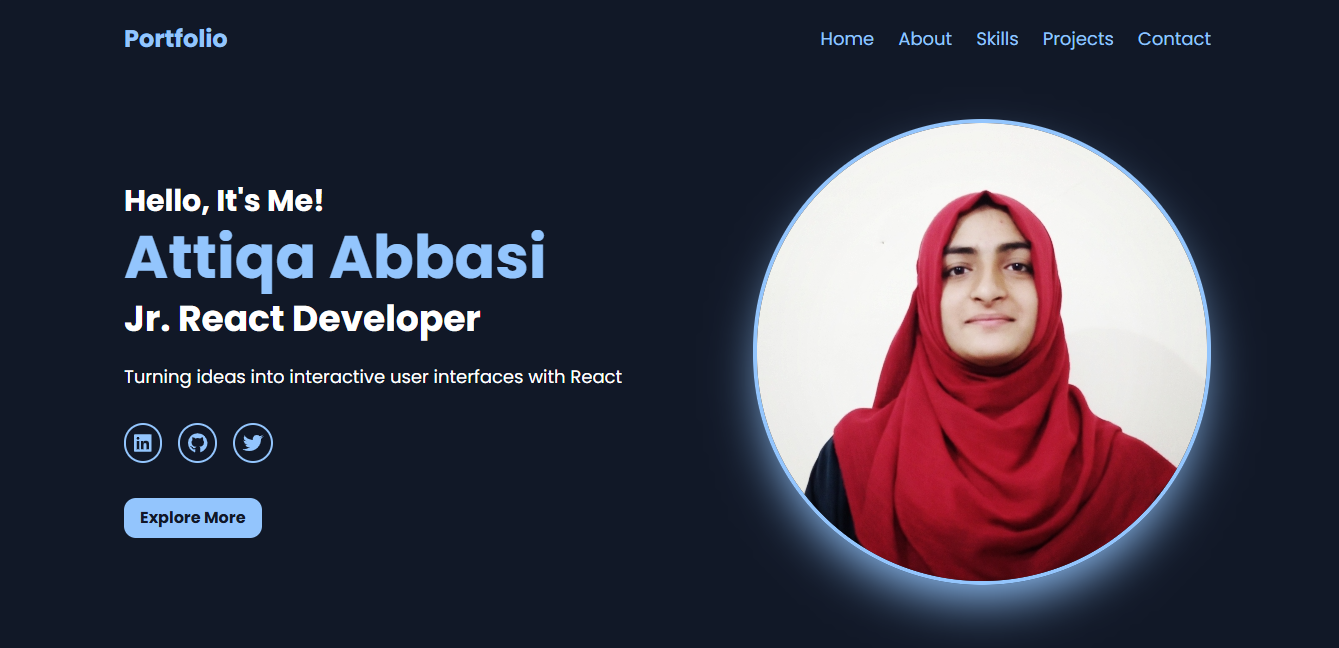 Portfolio
Home About Skills Projects Contact
Hello, It's Me!
Attiqa Abbasi
Jr. React Developer
Turning ideas into interactive user interfaces with React
in
Explore More